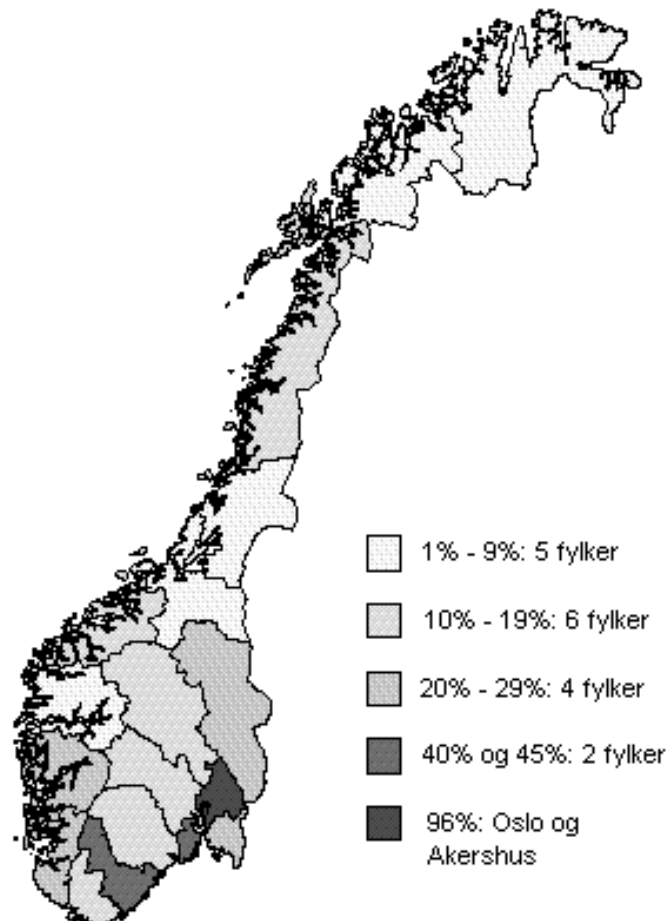 1% - 9%: 5 fylker
10% - 19%: 6 fylker
20% - 29%: 4 fylker
40% og 45%: 2 fylker
96%: Oslo og
Akershus